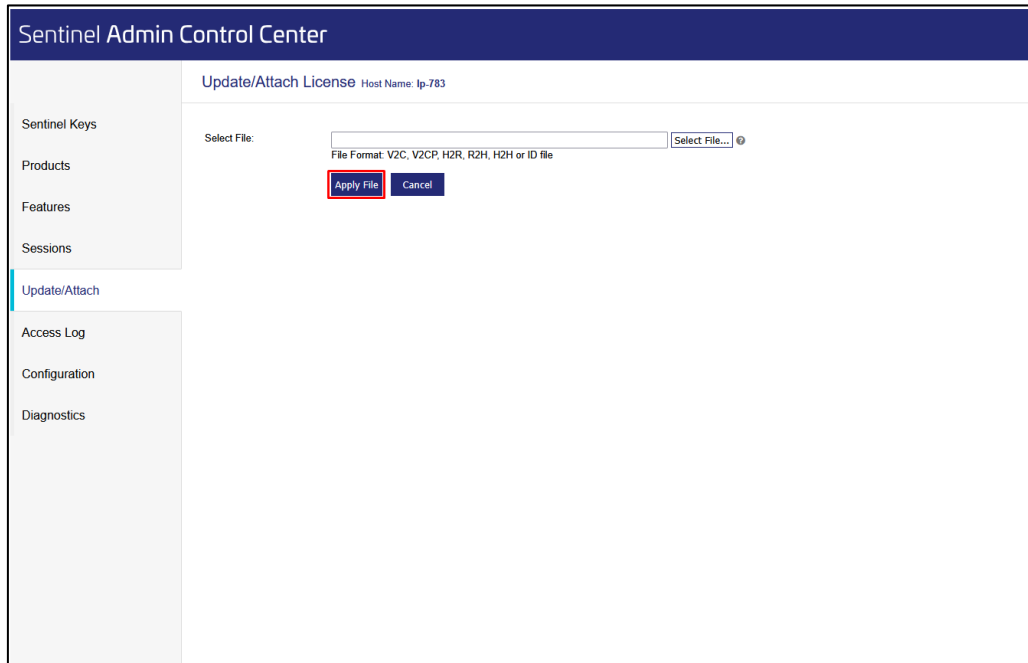 Sentinel Admin Control Center
Update/Attach License Host Name: lp-783
Sentinel Keys
Products
Features
Sessions
Update/Attach
Access Log
Configuration
Diagnostics
Select File:
Select File...
?
File Format: V2C, V2CP, H2R, R2H, H2H or ID file
Apply File
Cancel